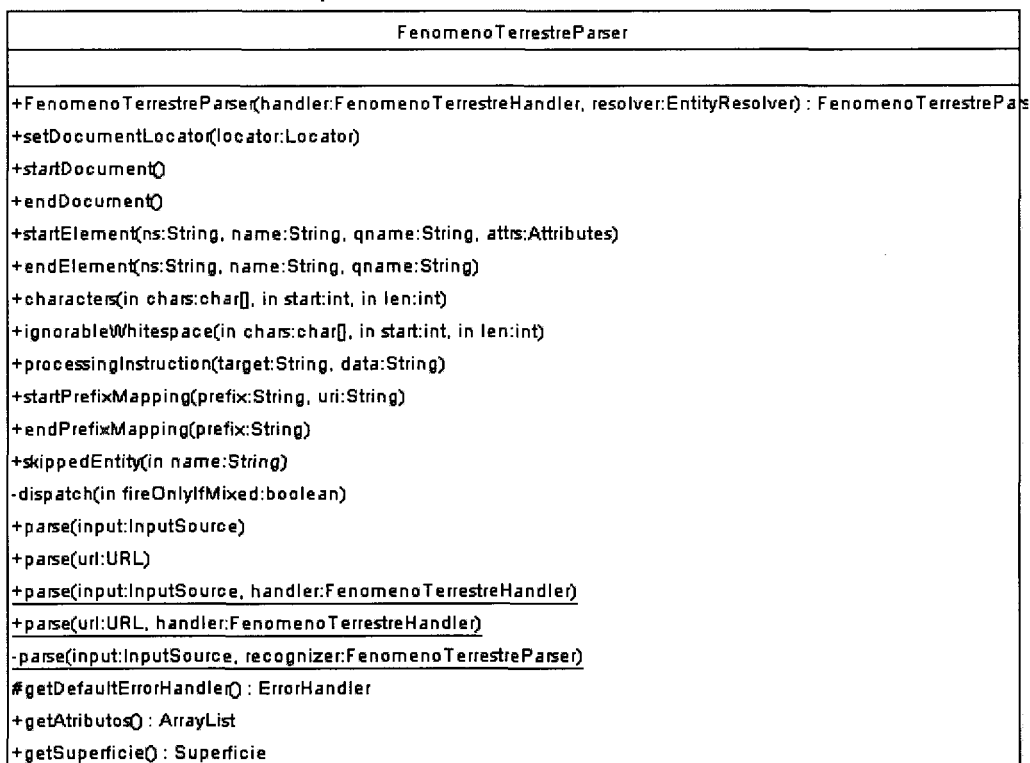 FenomenoTerrestreParser
+FenomenoTerrestreParser(handler:FenomenoTerrestreHandler, resolver:EntityResolver) : FenomenoTerrestrePars
+setDocumentLocator(locator:Locator)
+startDocument()
+endDocument()
+startElement(ns:String, name:String, qname:String, attrs:Attributes)
+endElement(ns:String, name:String, qname:String)
+characters(in chars:char[], in start:int, in len:int)
+ignorableWhitespace(in chars:char[], in start:int, in len:int)
+processingInstruction(target:String, data:String)
+startPrefixMapping(prefix:String, uri:String)
+endPrefixMapping(prefix:String)
+skippedEntity(in name:String)
-dispatch(in fireOnlyIfMixed:boolean)
+parse(input:InputSource)
+parse(url:URL)
+parse(input:InputSource, handler:FenomenoTerrestreHandler)
+parse(url:URL, handler:FenomenoTerrestreHandler)
-parse(input:InputSource, recognizer:FenomenoTerrestreParser)
#getDefaultErrorHandler() : ErrorHandler
+getAtributos() : ArrayList
+getSuperficie() : Superficie